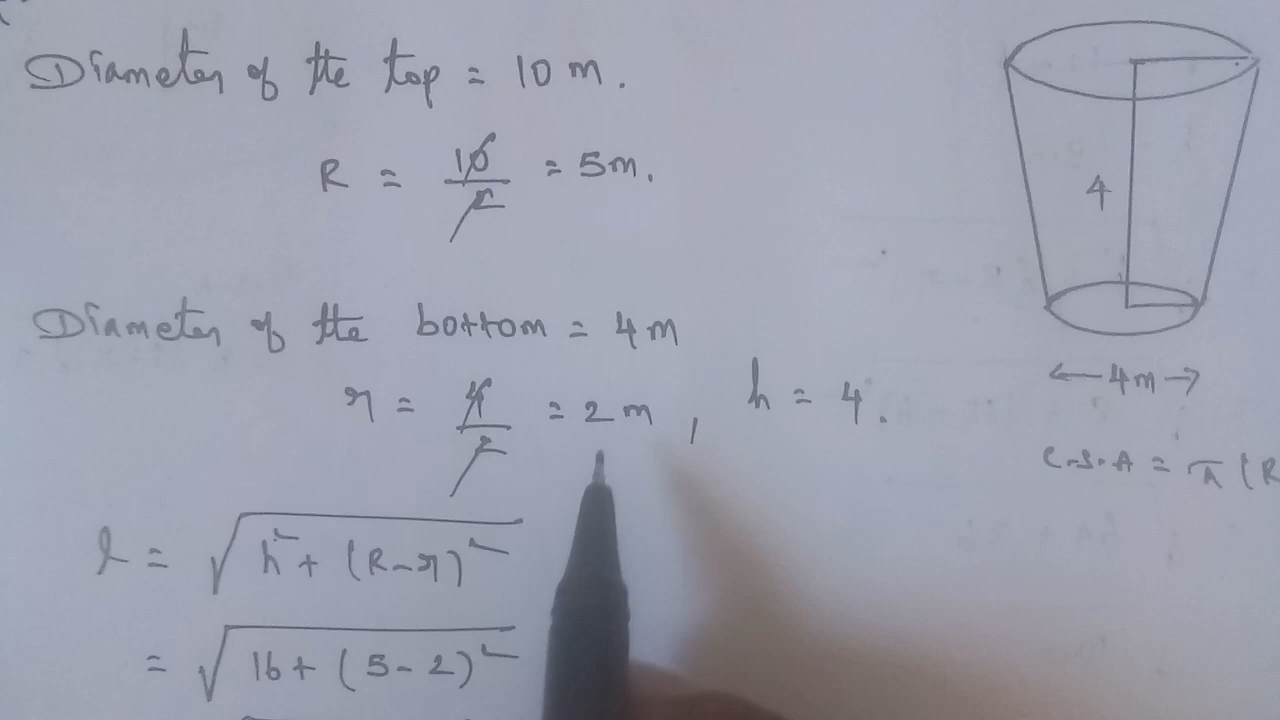 Diameter of the top = 10 m.
R = 10/2 = 5m.
Diameter of the bottom = 4 m
r = 4/2 = 2 m, h = 4.
l = √(h² + (R-r)²)
= √(16 + (5-2)²)
4
←4m→
C.S.A = π (R